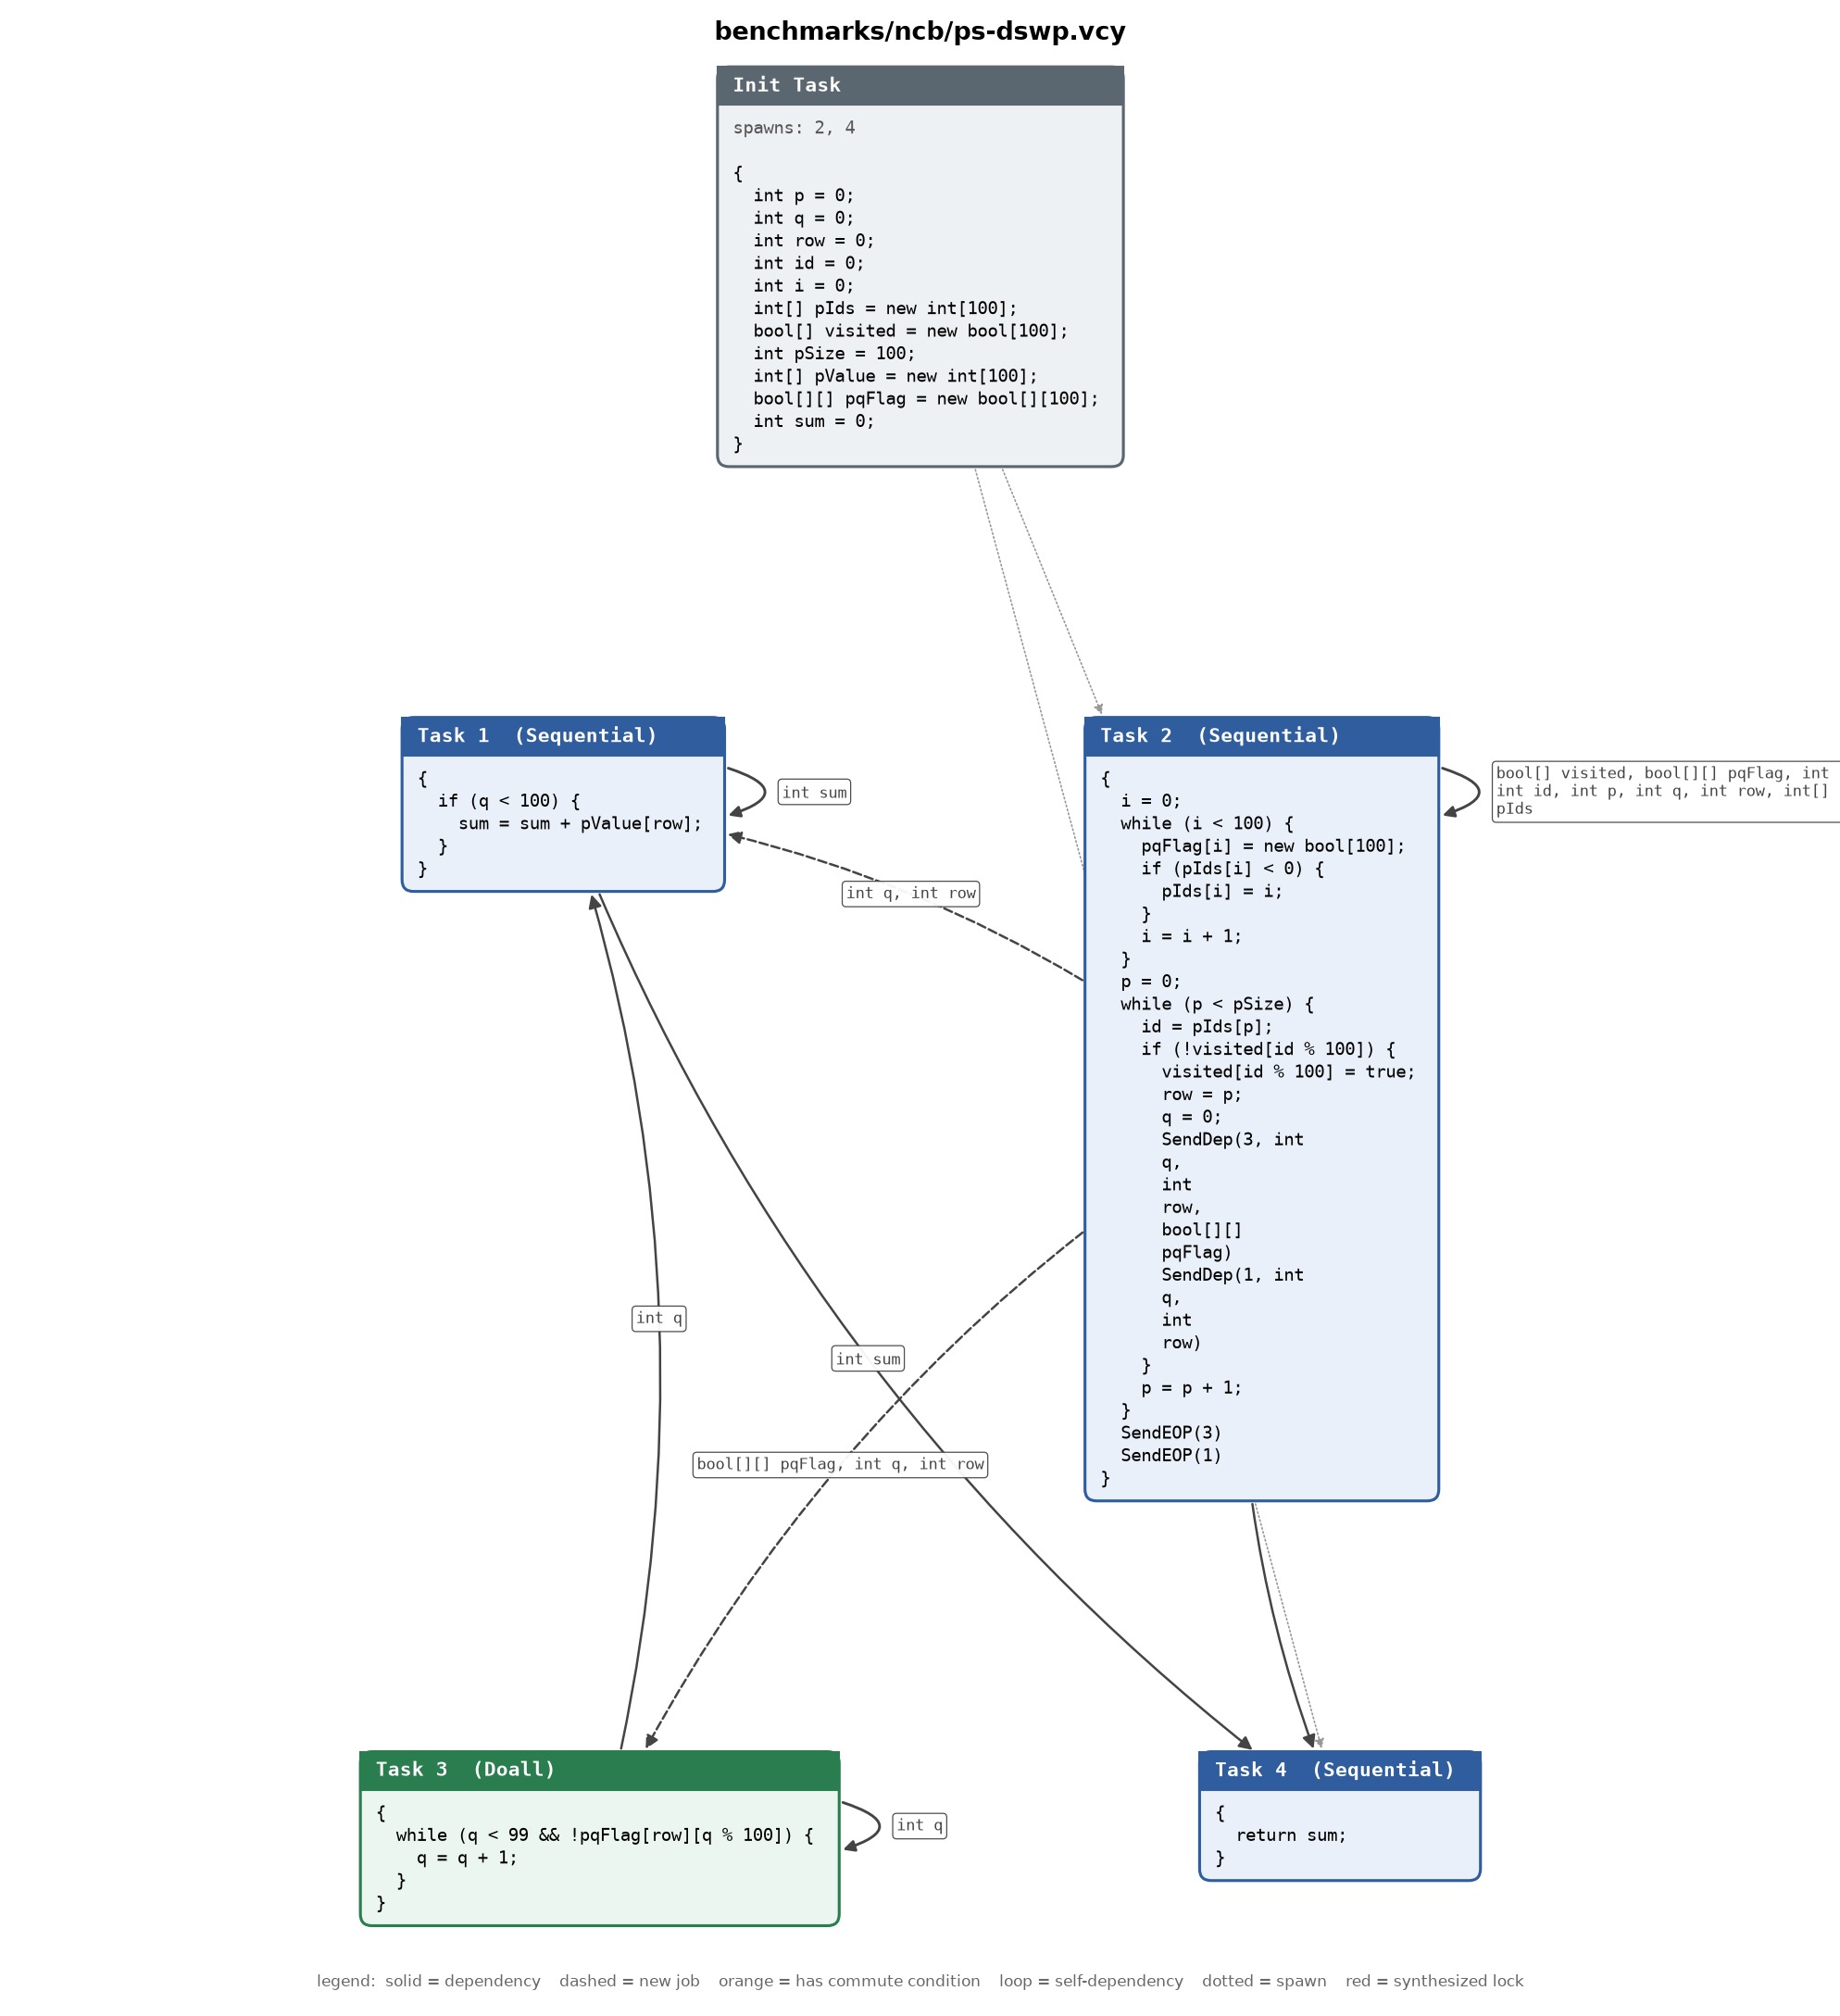 benchmarks/ncb/ps-dswp.vcy
Init Task
spawns: 2, 4
{
  int p = 0;
  int q = 0;
  int row = 0;
  int id = 0;
  int i = 0;
  int[] pIds = new int[100];
  bool[] visited = new bool[100];
  int pSize = 100;
  int[] pValue = new int[100];
  bool[][] pqFlag = new bool[][100];
  int sum = 0;
}
Task 1  (Sequential)
{
  if (q < 100) {
    sum = sum + pValue[row];
  }
}
int sum
int q, int row
Task 2  (Sequential)
{
  i = 0;
  while (i < 100) {
    pqFlag[i] = new bool[100];
    if (pIds[i] < 0) {
      pIds[i] = i;
    }
    i = i + 1;
  }
  p = 0;
  while (p < pSize) {
    id = pIds[p];
    if (!visited[id % 100]) {
      visited[id % 100] = true;
      row = p;
      q = 0;
      SendDep(3, int
      q,
      int
      row,
      bool[][]
      pqFlag)
      SendDep(1, int
      q,
      int
      row)
    }
    p = p + 1;
  }
  SendEOP(3)
  SendEOP(1)
}
bool[] visited, bool[][] pqFlag, int
int id, int p, int q, int row, int[]
pIds
int q
int sum
bool[][] pqFlag, int q, int row
Task 3  (Doall)
{
  while (q < 99 && !pqFlag[row][q % 100]) {
    q = q + 1;
  }
}
int q
Task 4  (Sequential)
{
  return sum;
}
legend:  solid = dependency    dashed = new job    orange = has commute condition    loop = self-dependency    dotted = spawn    red = synthesized lock